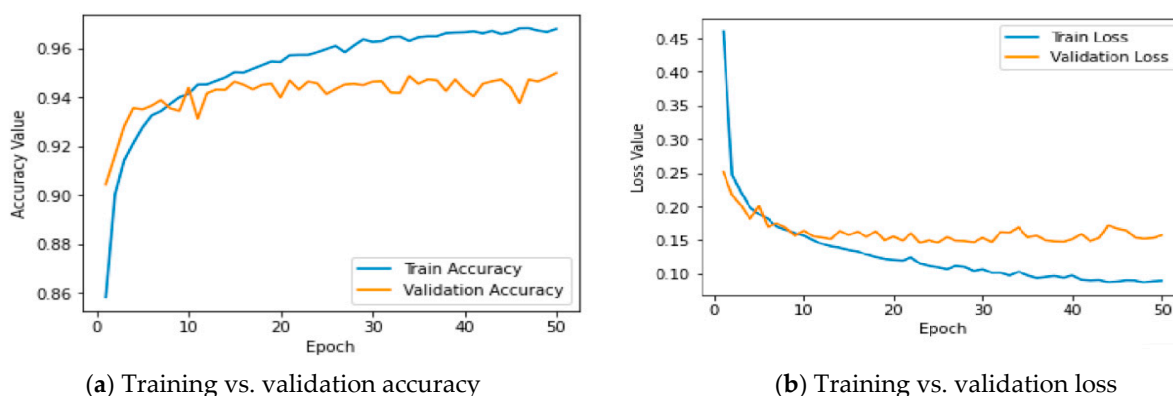 0.96
0.94
0.92
0.90
0.88
0.86
Accuracy Value
Train Accuracy
Validation Accuracy
0 10 20 30 40 50
Epoch
(a) Training vs. validation accuracy
0.45
0.40
0.35
0.30
0.25
0.20
0.15
0.10
Loss Value
Train Loss
Validation Loss
0 10 20 30 40 50
Epoch
(b) Training vs. validation loss